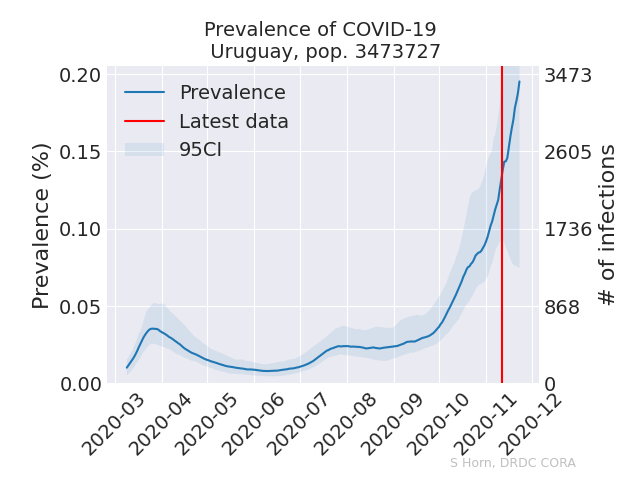 Prevalence of COVID-19
Uruguay, pop. 3473727
Prevalence
Latest data
95CI
Prevalence (%)
0.20
0.15
0.10
0.05
0.00
3473
2605
1736
868
0
# of infections
2020-03
2020-04
2020-05
2020-06
2020-07
2020-08
2020-09
2020-10
2020-11
2020-12
S Horn, DRDC CORA